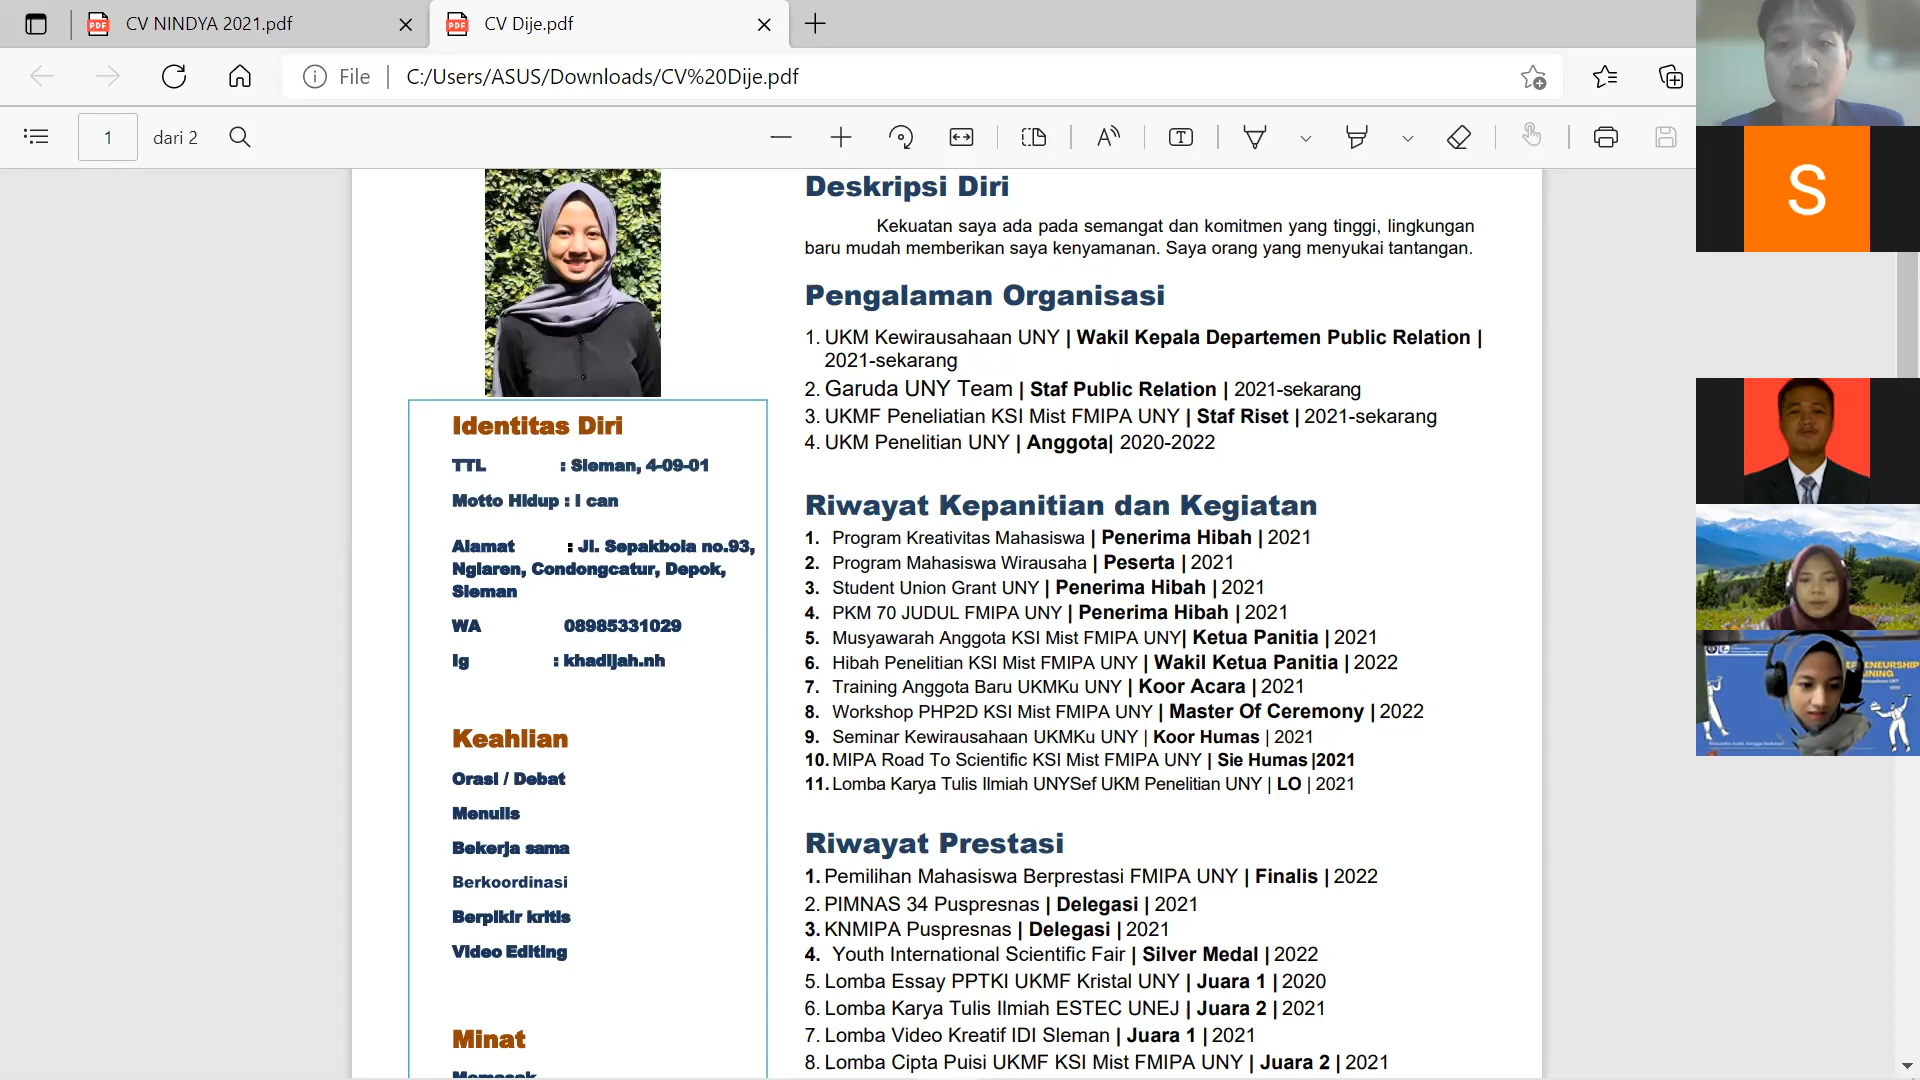 CV NINDYA 2021.pdf
CV Dije.pdf
File
C:/Users/ASUS/Downloads/CV%20Dije.pdf
1
dari 2
Deskripsi Diri
Kekuatan saya ada pada semangat dan komitmen yang tinggi, lingkungan
baru mudah memberikan saya kenyamanan. Saya orang yang menyukai tantangan.
Pengalaman Organisasi
1. UKM Kewirausahaan UNY | Wakil Kepala Departemen Public Relation |
2021-sekarang
2. Garuda UNY Team | Staf Public Relation | 2021-sekarang
3. UKMF Peneliatian KSI Mist FMIPA UNY | Staf Riset | 2021-sekarang
4. UKM Penelitian UNY | Anggota| 2020-2022
Riwayat Kepanitian dan Kegiatan
1. Program Kreativitas Mahasiswa | Penerima Hibah | 2021
2. Program Mahasiswa Wirausaha | Peserta | 2021
3. Student Union Grant UNY | Penerima Hibah | 2021
4. PKM 70 JUDUL FMIPA UNY | Penerima Hibah | 2021
5. Musyawarah Anggota KSI Mist FMIPA UNY| Ketua Panitia | 2021
6. Hibah Penelitian KSI Mist FMIPA UNY | Wakil Ketua Panitia | 2022
7. Training Anggota Baru UKMKu UNY | Koor Acara | 2021
8. Workshop PHP2D KSI Mist FMIPA UNY | Master Of Ceremony | 2022
9. Seminar Kewirausahaan UKMKu UNY | Koor Humas | 2021
10. MIPA Road To Scientific KSI Mist FMIPA UNY | Sie Humas |2021
11. Lomba Karya Tulis Ilmiah UNYSef UKM Penelitian UNY | LO | 2021
Riwayat Prestasi
1. Pemilihan Mahasiswa Berprestasi FMIPA UNY | Finalis | 2022
2. PIMNAS 34 Puspresnas | Delegasi | 2021
3. KNMIPA Puspresnas | Delegasi | 2021
4. Youth International Scientific Fair | Silver Medal | 2022
5. Lomba Essay PPTKI UKMF Kristal UNY | Juara 1 | 2020
6. Lomba Karya Tulis Ilmiah ESTEC UNEJ | Juara 2 | 2021
7. Lomba Video Kreatif IDI Sleman | Juara 1 | 2021
8. Lomba Cipta Puisi UKMF KSI Mist FMIPA UNY | Juara 2 | 2021
Identitas Diri
TTL : Sleman, 4-09-01
Motto Hidup : I can
Alamat : Jl. Sepakbola no.93,
Nglaren, Condongcatur, Depok,
Sleman
WA 08985331029
Ig : khadijah.nh
Keahlian
Orasi / Debat
Menulis
Bekerja sama
Berkoordinasi
Berpikir kritis
Video Editing
Minat
Memasak
S